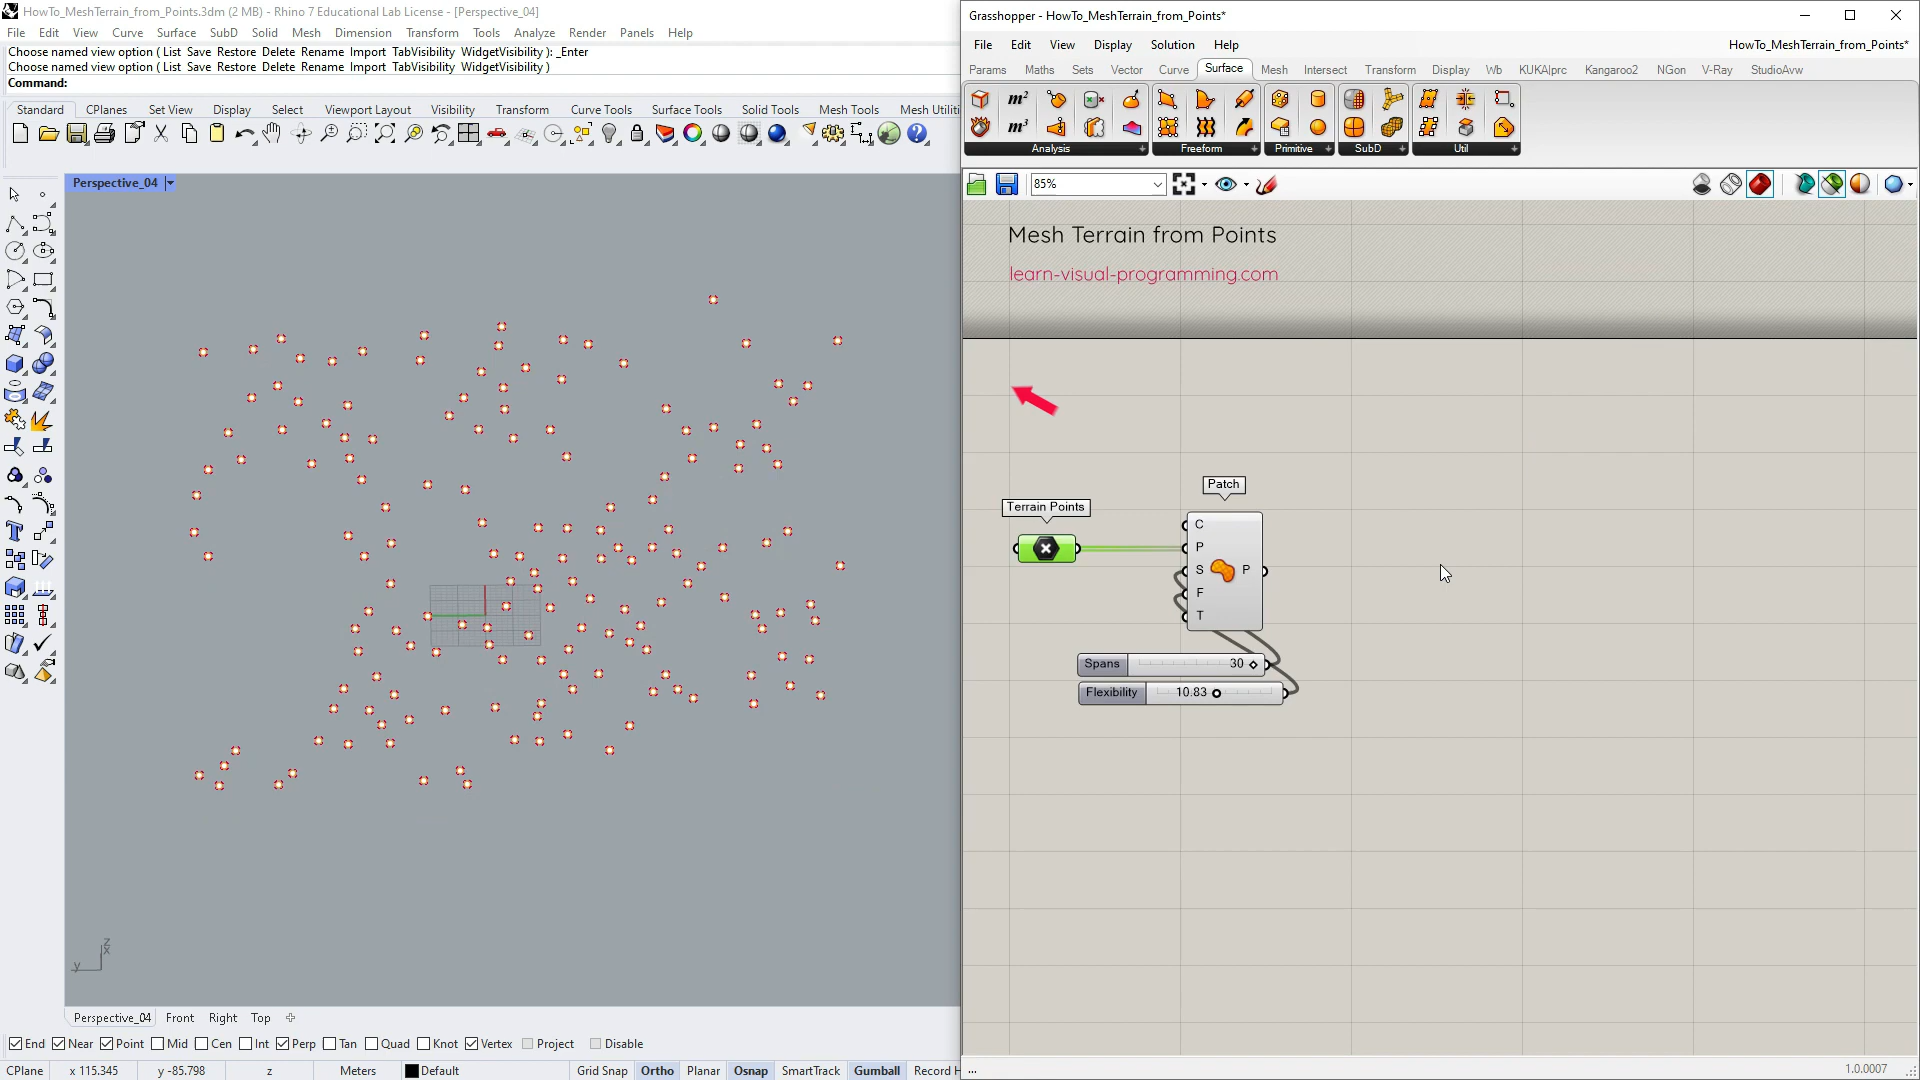 HowTo_MeshTerrain_from_Points.3dm (2 MB) - Rhino 7 Educational Lab License - [Perspective_04]
File Edit View Curve Surface SubD Solid Mesh Dimension Transform Tools Analyze Render Panels Help
Choose named view option ( List Save Restore Delete Rename Import TabVisibility WidgetVisibility ): _Enter
Choose named view option ( List Save Restore Delete Rename Import TabVisibility WidgetVisibility )
Command:
Standard CPlanes Set View Display Select Viewport Layout Visibility Transform Curve Tools Surface Tools Solid Tools Mesh Tools Mesh Utiliti
Perspective_04
z
x
y
Perspective_04 Front Right Top
End Near Point Mid Cen Int Perp Tan Quad Knot Vertex Project Disable
CPlane x 115.345 y -85.798 z Meters Default Grid Snap Ortho Planar Osnap SmartTrack Gumball Record H
Grasshopper - HowTo_MeshTerrain_from_Points*
File Edit View Display Solution Help HowTo_MeshTerrain_from_Points*
Params Maths Sets Vector Curve Surface Mesh Intersect Transform Display Wb KUKA|prc Kangaroo2 NGon V-Ray StudioAvw
m²
m³
Analysis Freeform Primitive SubD Util
85%
Mesh Terrain from Points
learn-visual-programming.com
Patch
Terrain Points
C
P
S P
F
T
Spans 30
Flexibility 10.83
... 1.0.0007